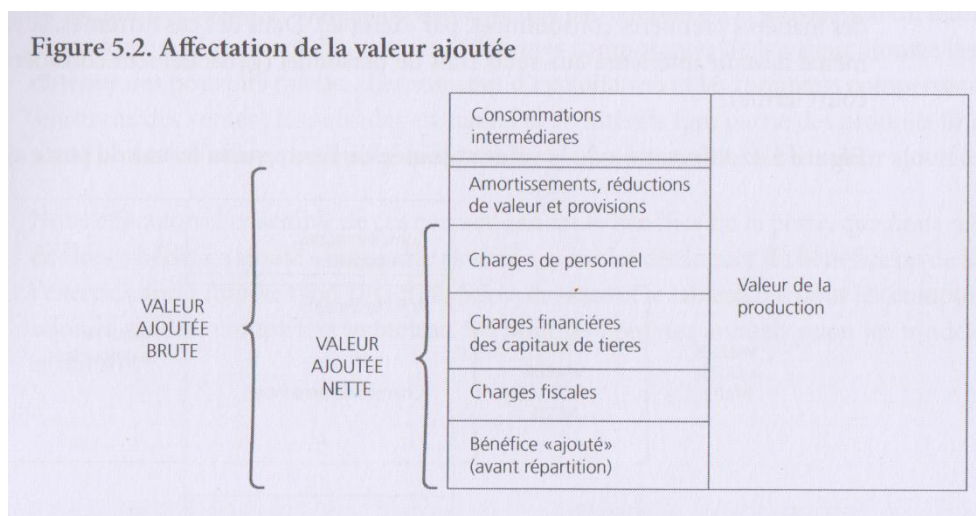 Figure 5.2. Affectation de la valeur ajoutée
Consommations
intermédiares
Amortissements, réductions
de valeur et provisions
Charges de personnel
Valeur de la
production
VALEUR
AJOUTÉE
BRUTE
VALEUR
AJOUTÉE
NETTE
Charges financiéres
des capitaux de tieres
Charges fiscales
Bénéfice «ajouté»
(avant répartition)